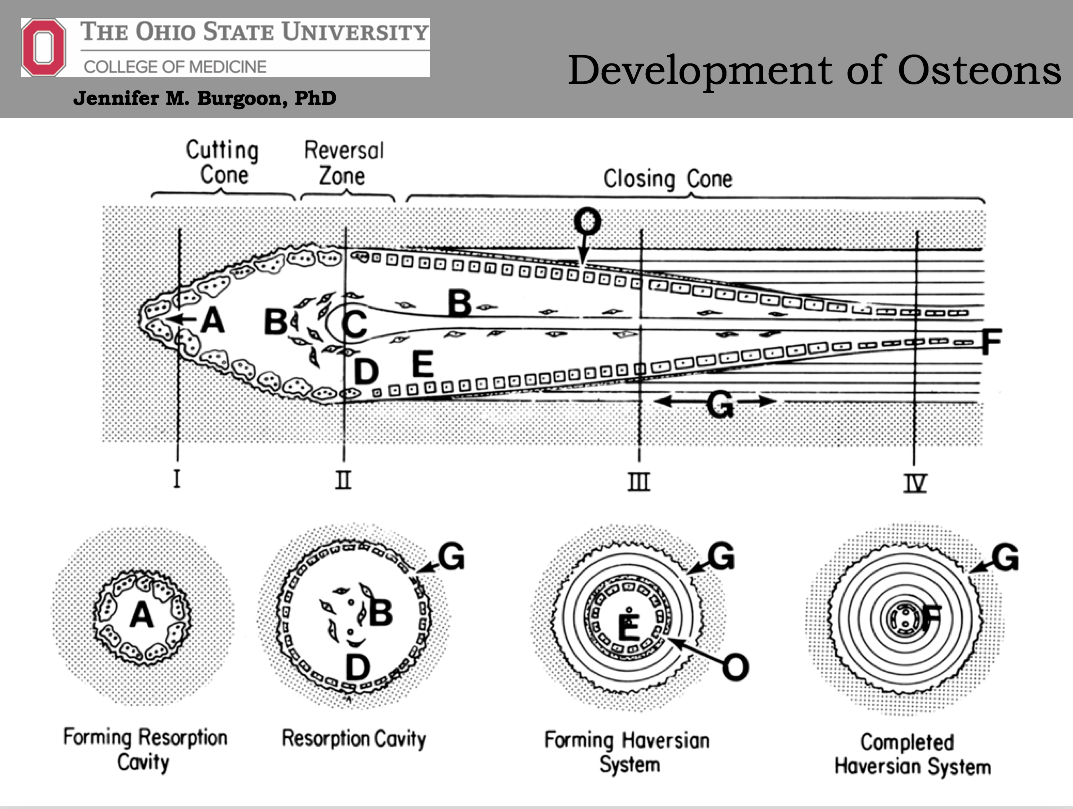 THE OHIO STATE UNIVERSITY
COLLEGE OF MEDICINE
Jennifer M. Burgoon, PhD
Development of Osteons
Cutting Cone
Reversal Zone
Closing Cone
O
A
B
C
B
D
E
F
G
I
II
III
IV
A
G
B
D
G
E
O
G
F
Forming Resorption
Cavity
Resorption Cavity
Forming Haversian
System
Completed
Haversian System